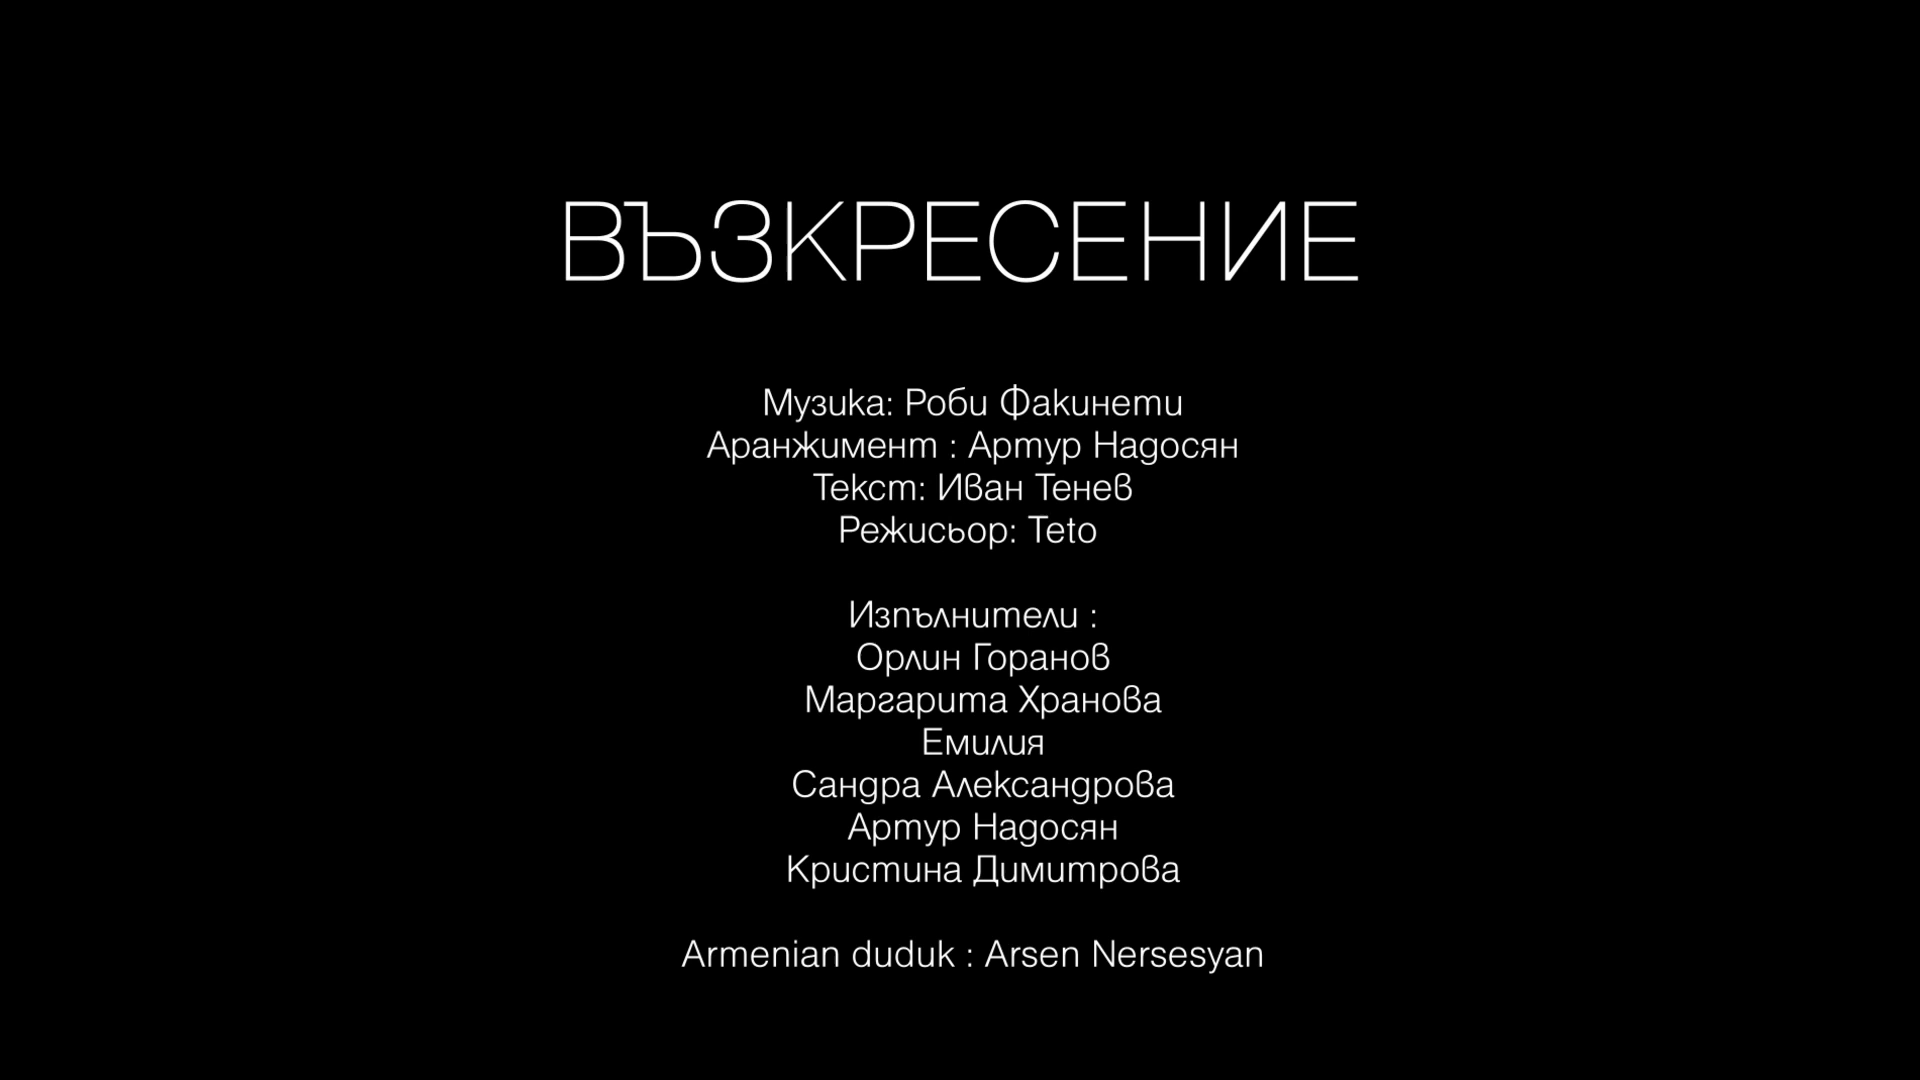 ВЪЗКРЕСЕНИЕ
Музика: Роби Факинети
Аранжимент : Артур Надосян
Текст: Иван Тенев
Режисьор: Teto
Изпълнители :
Орлин Горанов
Маргарита Хранова
Емилия
Сандра Александрова
Артур Надосян
Кристина Димитрова
Armenian duduk : Arsen Nersesyan